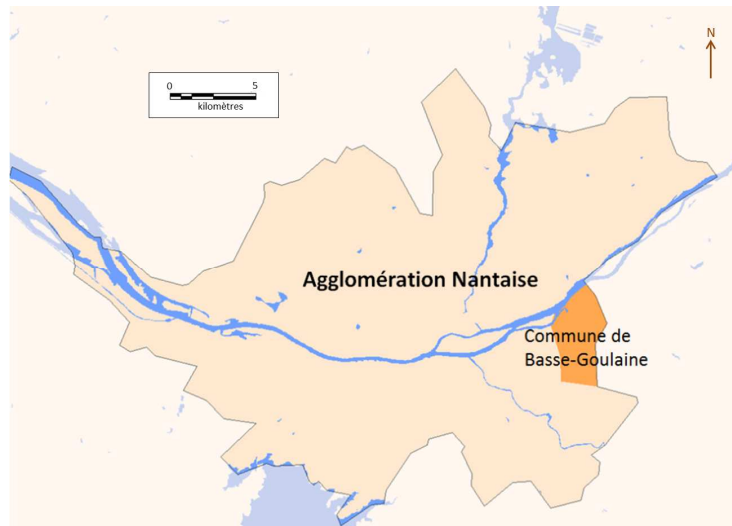 N
0 5
kilomètres
Agglomération Nantaise
Commune de
Basse-Goulaine